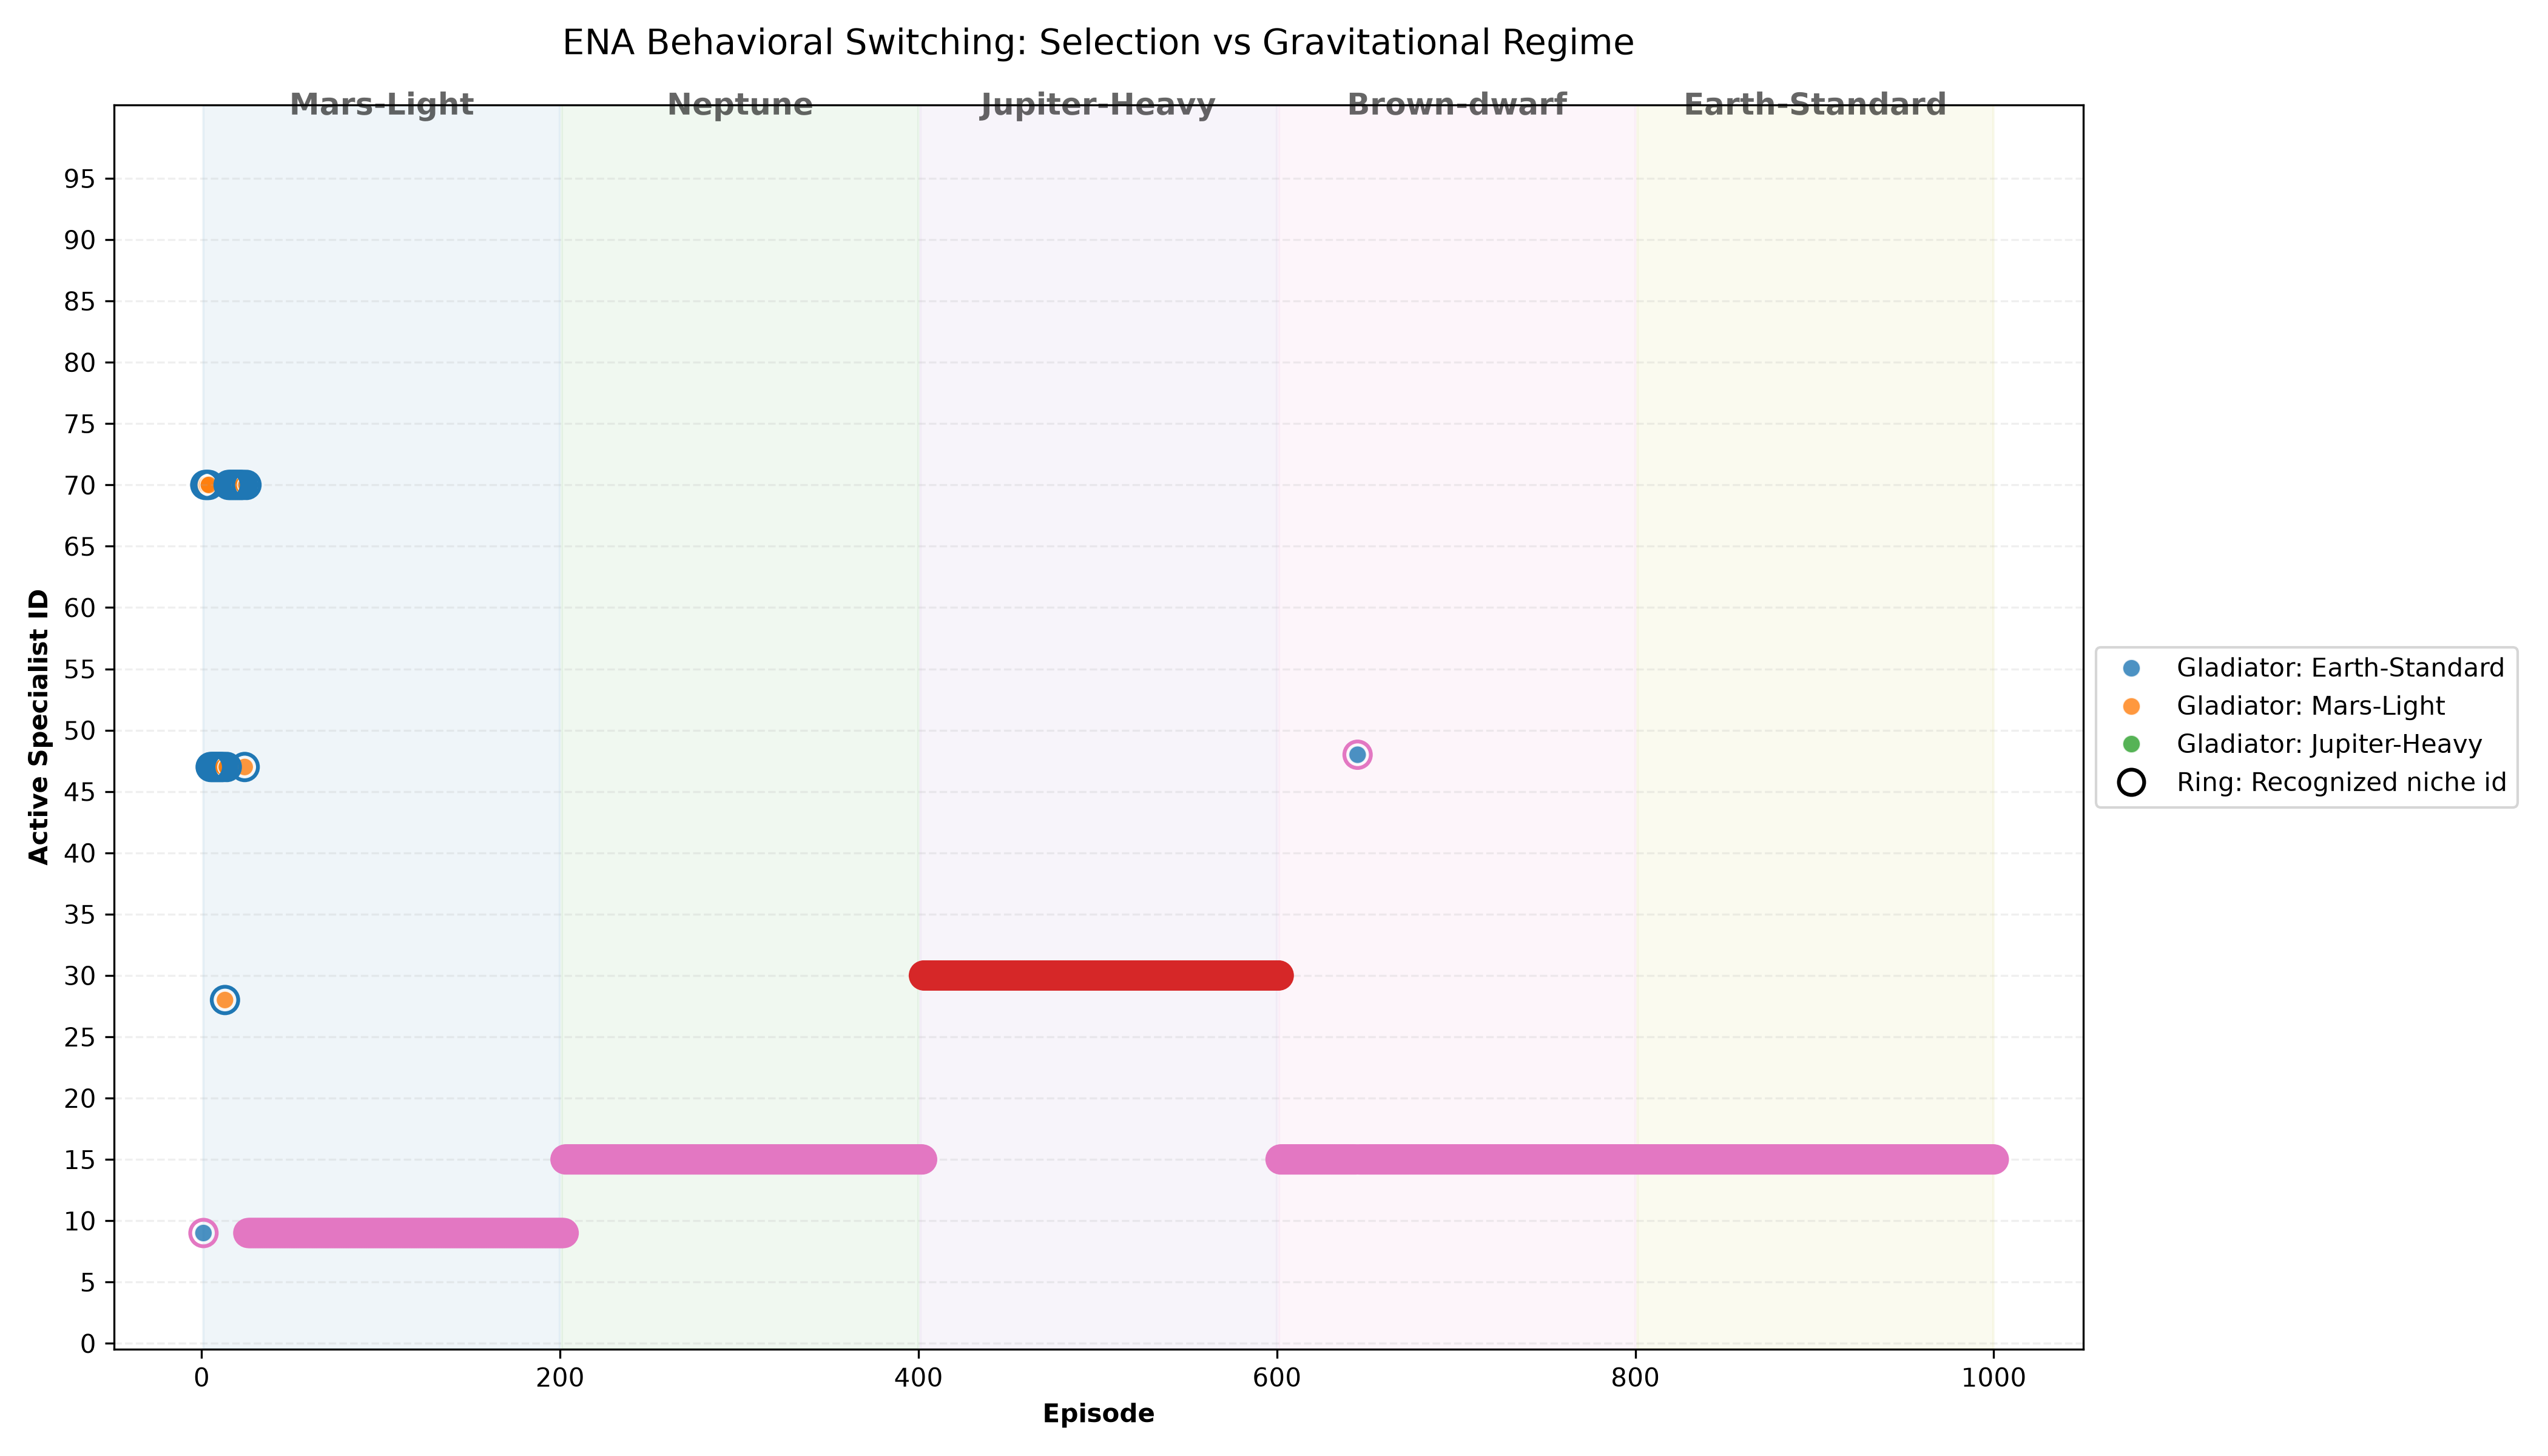 ENA Behavioral Switching: Selection vs Gravitational Regime
Mars-Light Neptune Jupiter-Heavy Brown-dwarf Earth-Standard
95
90
85
80
75
70
65
60
55
50
45
40
35
30
25
20
15
10
5
0
Active Specialist ID
0 200 400 600 800 1000
Episode
Gladiator: Earth-Standard
Gladiator: Mars-Light
Gladiator: Jupiter-Heavy
Ring: Recognized niche id